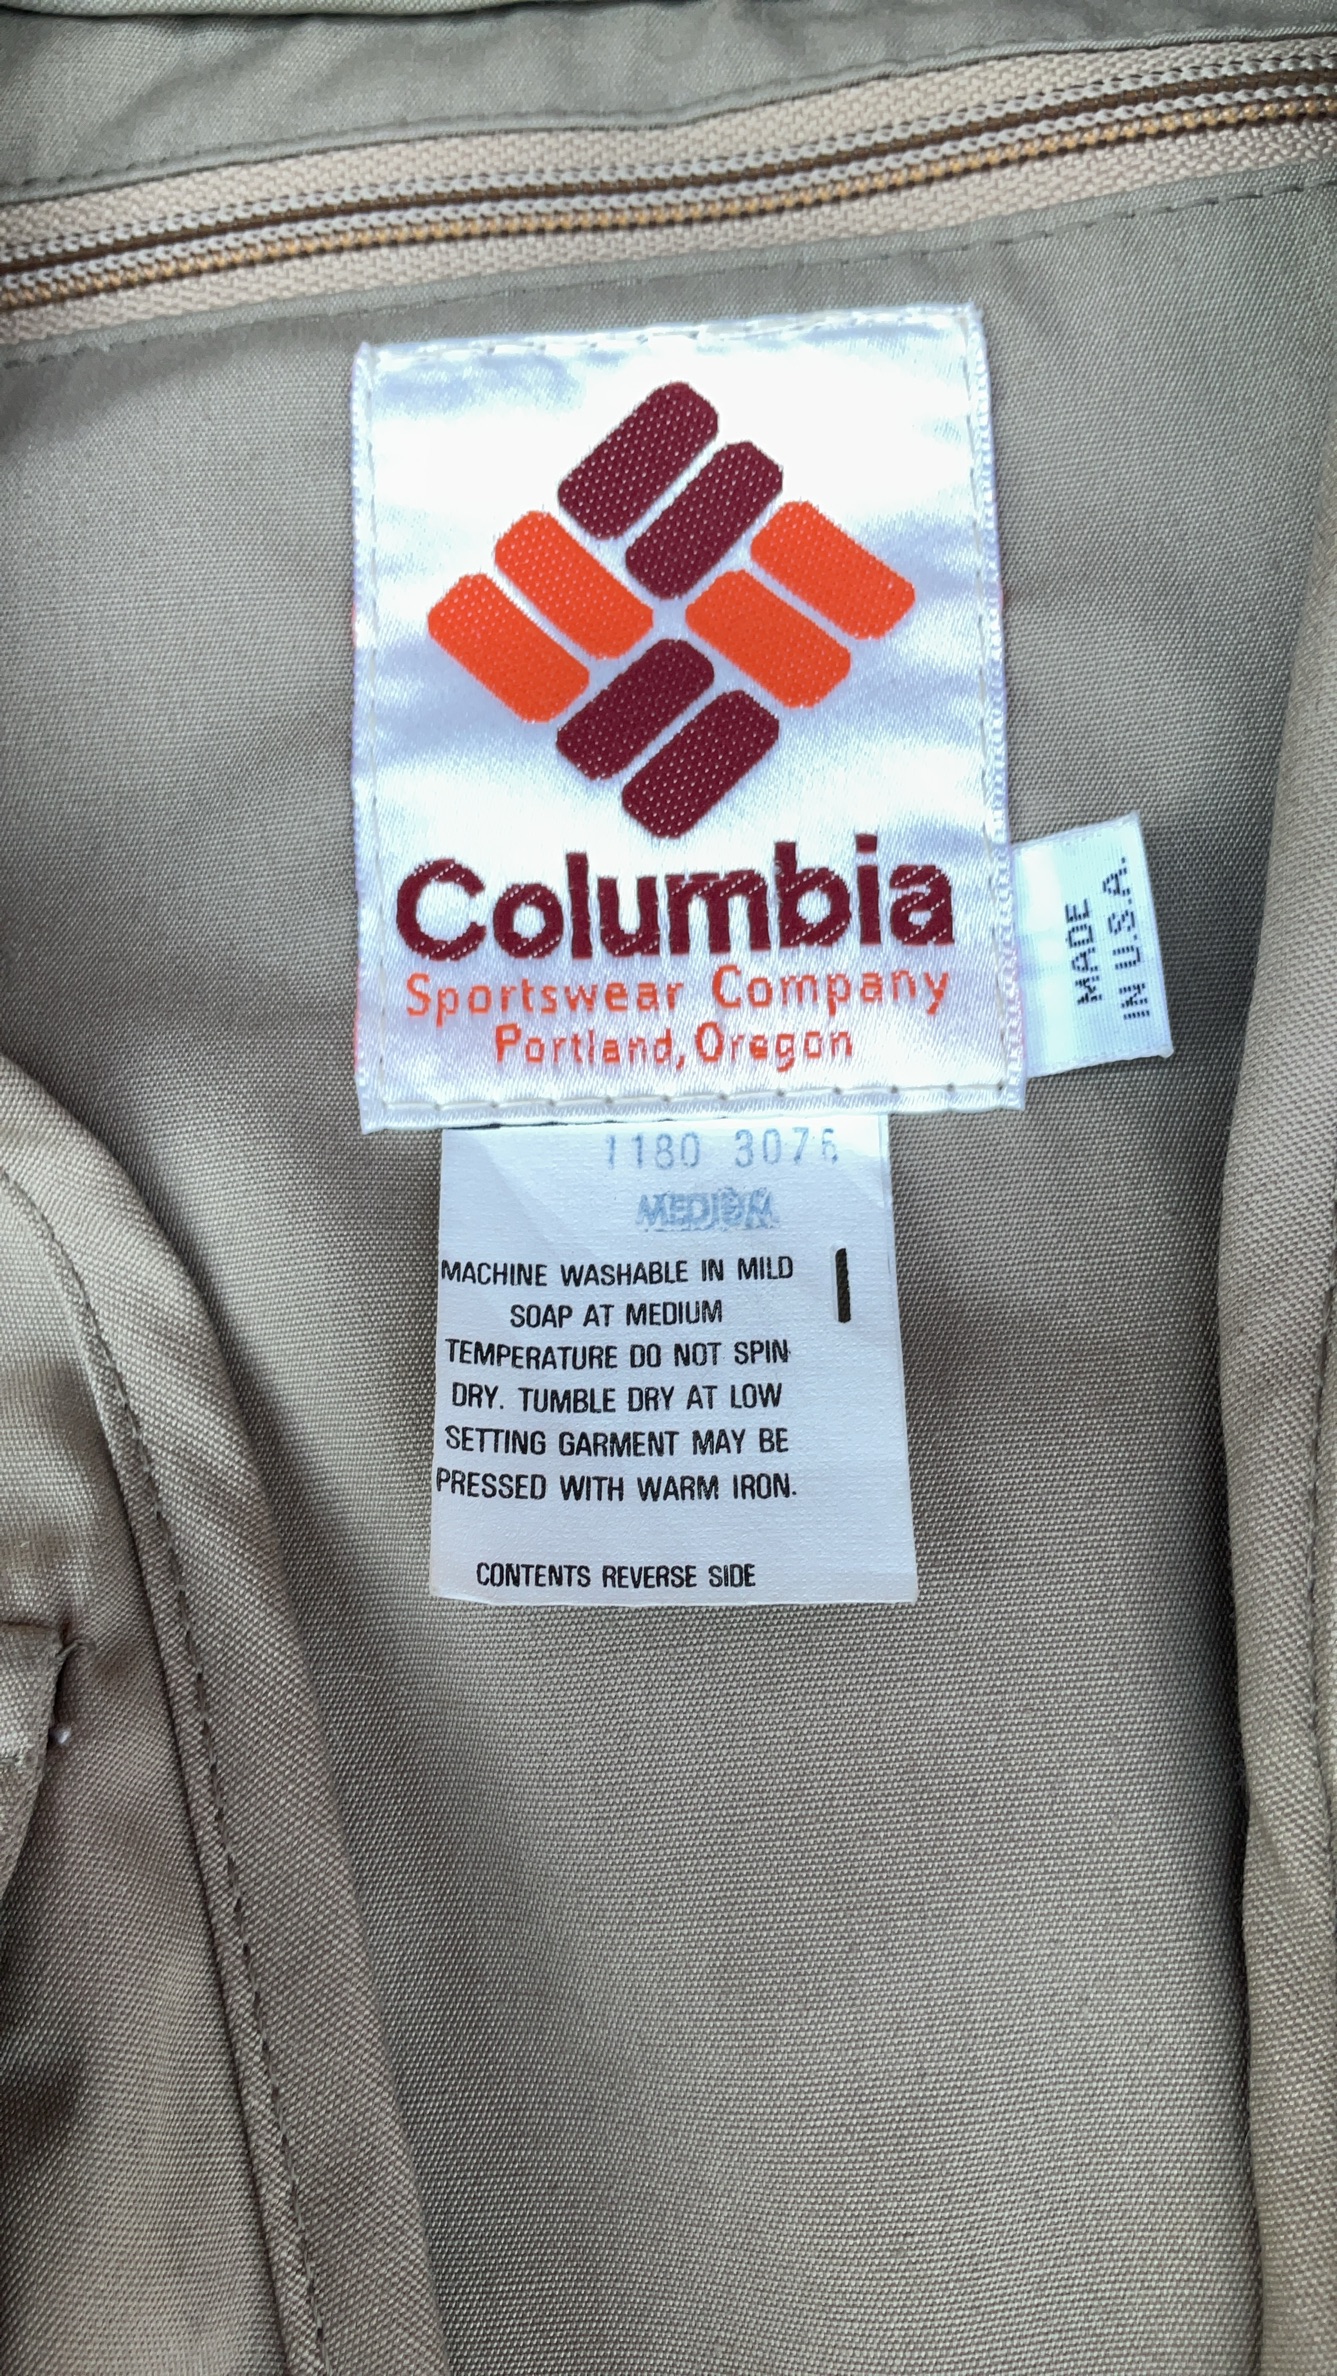 Columbia
Sportswear Company
Portland, Oregon
MADE
IN U.S.A.
1180 3076
MEDIUM
MACHINE WASHABLE IN MILD
SOAP AT MEDIUM
TEMPERATURE DO NOT SPIN
DRY. TUMBLE DRY AT LOW
SETTING GARMENT MAY BE
PRESSED WITH WARM IRON.
CONTENTS REVERSE SIDE